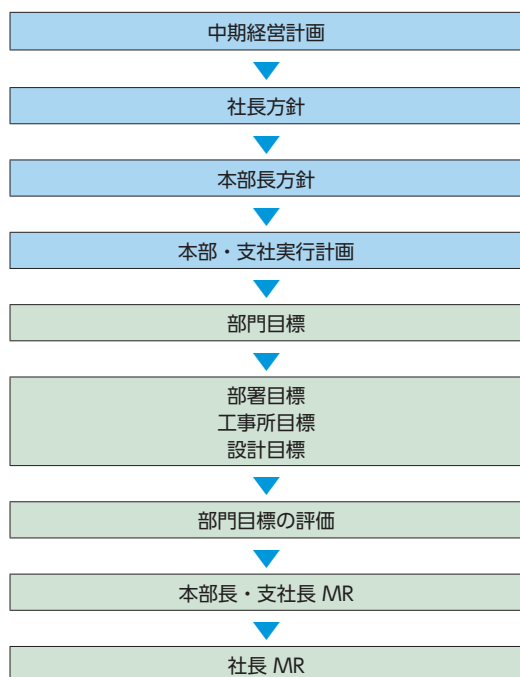 中期経営計画
社長方針
本部長方針
本部・支社実行計画
部門目標
部署目標
工事所目標
設計目標
部門目標の評価
本部長・支社長 MR
社長 MR